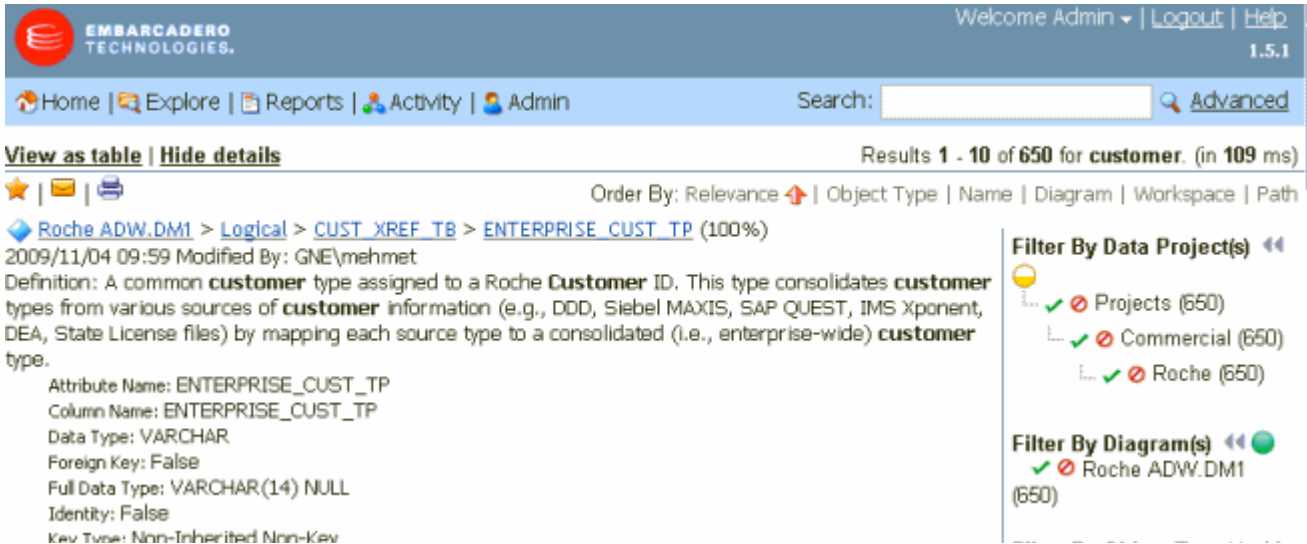 EMBARCADERO
TECHNOLOGIES.
Welcome Admin | Logout | Help
1.5.1
Home | Explore | Reports | Activity | Admin
Search:
Advanced
View as table | Hide details
Results 1 - 10 of 650 for customer. (in 109 ms)
Order By: Relevance | Object Type | Name | Diagram | Workspace | Path
Roche ADW.DM1 > Logical > CUST_XREF_TB > ENTERPRISE_CUST_TP (100%)
2009/11/04 09:59 Modified By: GNE\mehmet
Definition: A common customer type assigned to a Roche Customer ID. This type consolidates customer
types from various sources of customer information (e.g., DDD, Siebel MAXIS, SAP QUEST, IMS Xponent,
DEA, State License files) by mapping each source type to a consolidated (i.e., enterprise-wide) customer
type.
Attribute Name: ENTERPRISE_CUST_TP
Column Name: ENTERPRISE_CUST_TP
Data Type: VARCHAR
Foreign Key: False
Full Data Type: VARCHAR(14) NULL
Identity: False
Key Type: Non-Inherited Non-Key
Filter By Data Project(s)
Projects (650)
Commercial (650)
Roche (650)
Filter By Diagram(s)
Roche ADW.DM1
(650)